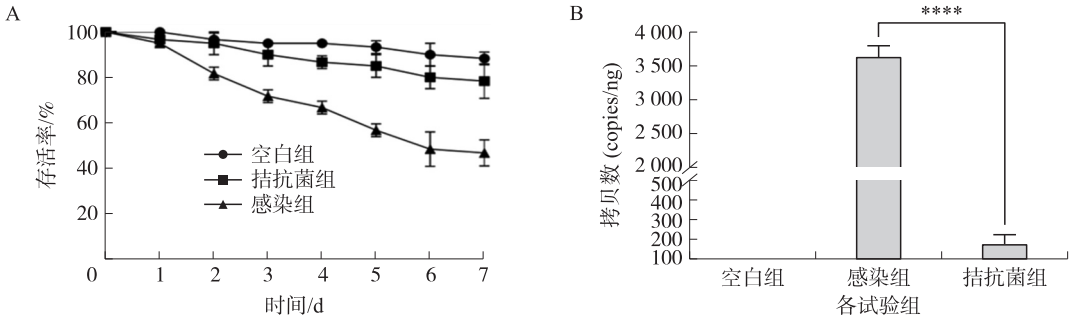 A
存活率/%
100
80
60
40
20
0
1
2
3
4
5
6
7
时间/d
空白组
拮抗菌组
感染组
B
****
拷贝数 (copies/ng)
4 000
3 500
3 000
2 500
2 000
500
400
300
200
100
空白组
感染组
拮抗菌组
各试验组